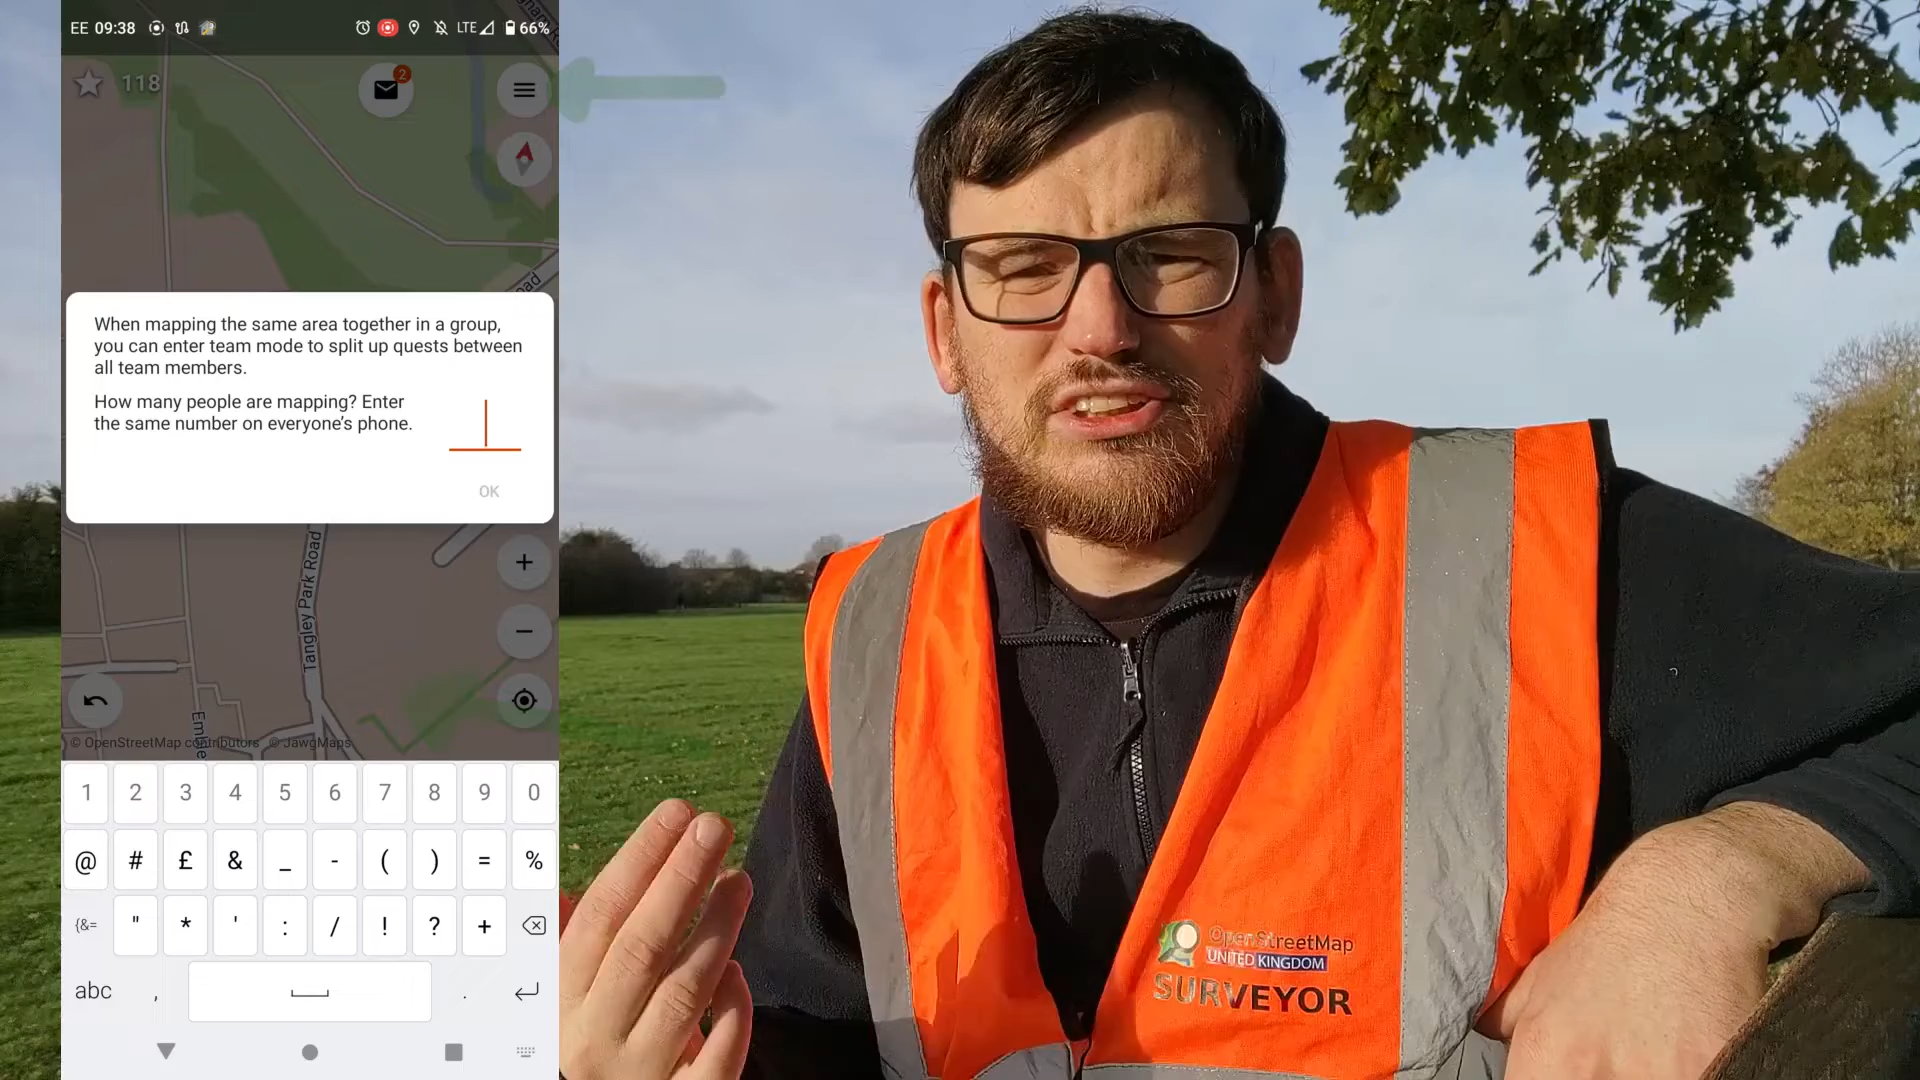 EE 09:38
LTE 66%
118
2
When mapping the same area together in a group,
you can enter team mode to split up quests between
all team members.
How many people are mapping? Enter
the same number on everyone's phone.
OK
Tangley Park Road
© OpenStreetMap contributors © JawgMaps
1 2 3 4 5 6 7 8 9 0
@ # £ & _ - ( ) = %
{&= " * ' : / ! ? +
abc , .
OpenStreetMap
UNITED KINGDOM
SURVEYOR